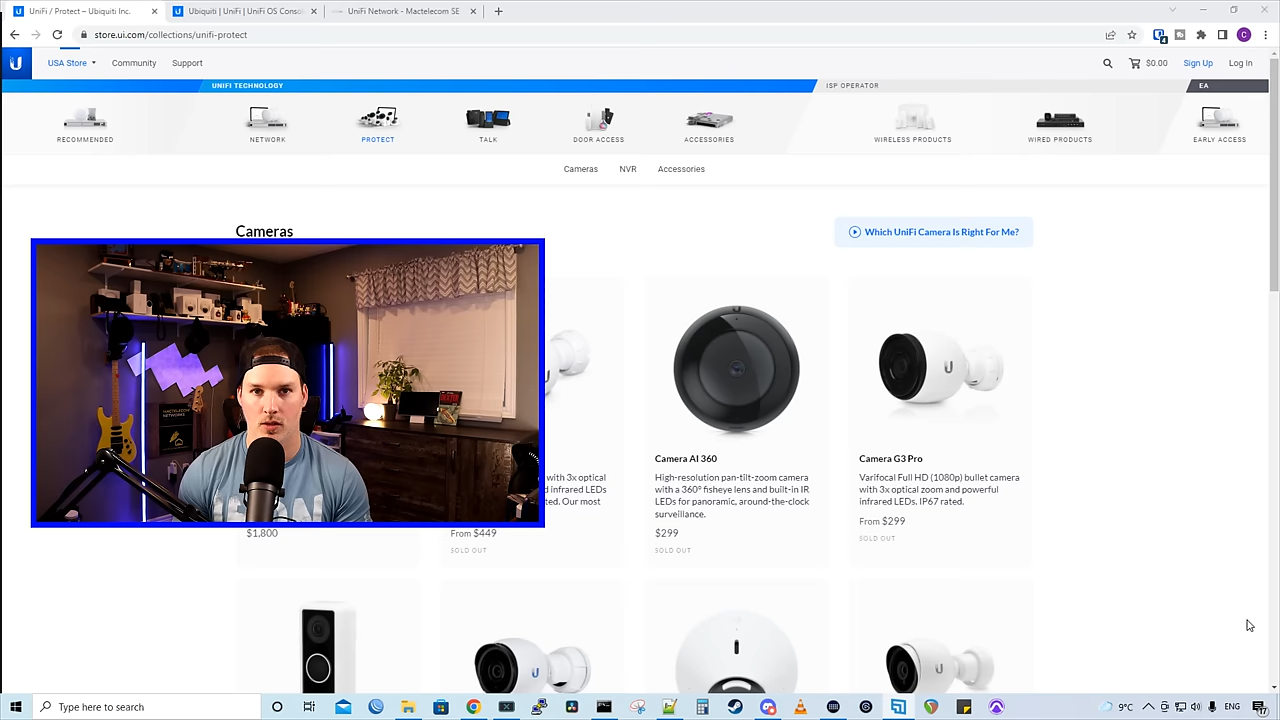 UniFi / Protect – Ubiquiti Inc.
Ubiquiti | UniFi | UniFi OS Conso
UniFi Network - Mactelecom SE
store.ui.com/collections/unifi-protect
USA Store
Community
Support
$0.00
Sign Up
Log In
UNIFI TECHNOLOGY
ISP OPERATOR
EA
RECOMMENDED
NETWORK
PROTECT
TALK
DOOR ACCESS
ACCESSORIES
WIRELESS PRODUCTS
WIRED PRODUCTS
EARLY ACCESS
Cameras
NVR
Accessories
Cameras
Which UniFi Camera Is Right For Me?
MACTELECOM
NETWORKS
DEXTER
$1,800
with 3x optical
d infrared LEDs
ted. Our most
From $449
SOLD OUT
Camera AI 360
High-resolution pan-tilt-zoom camera
with a 360° fisheye lens and built-in IR
LEDs for panoramic, around-the-clock
surveillance.
$299
SOLD OUT
Camera G3 Pro
Varifocal Full HD (1080p) bullet camera
with 3x optical zoom and powerful
infrared LEDs. IP67 rated.
From $299
SOLD OUT
Type here to search
9°C
ENG